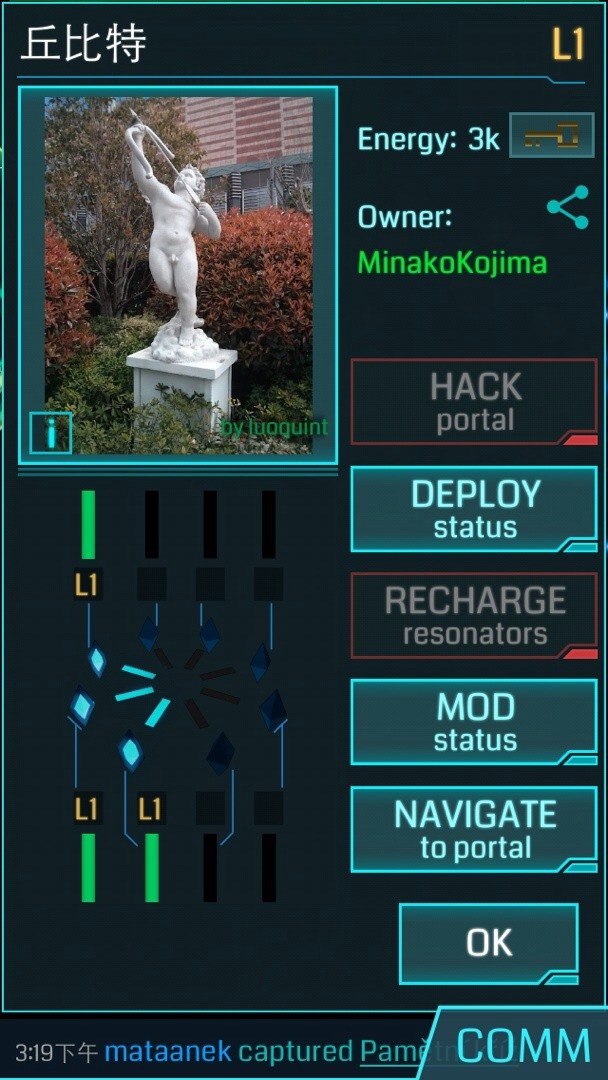 丘比特
L1
Energy: 3k
Owner:
MinakoKojima
i
by luoquint
HACK
portal
DEPLOY
status
L1
RECHARGE
resonators
MOD
status
L1
L1
NAVIGATE
to portal
OK
3:19下午 mataanek captured
COMM